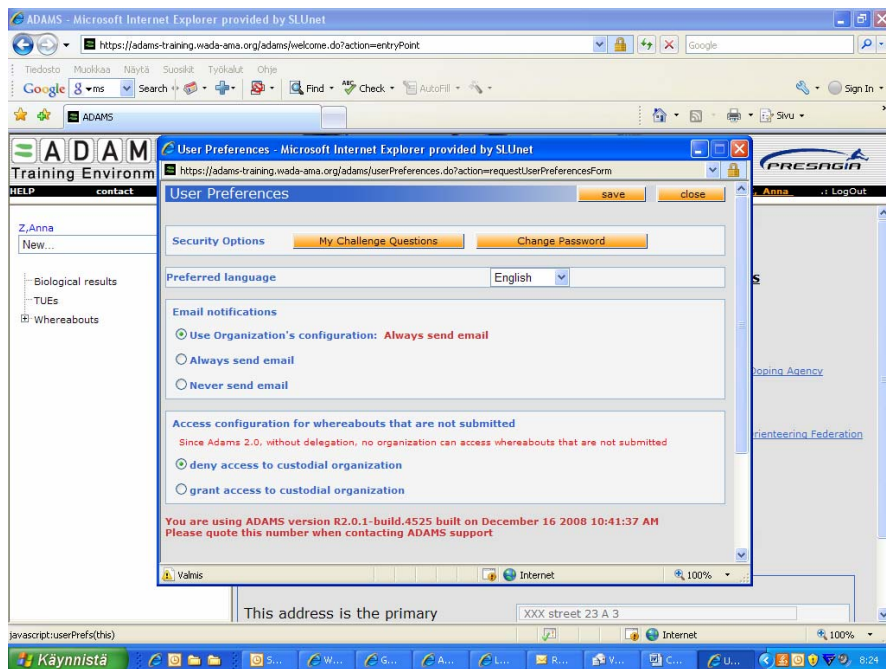 ADAMS - Microsoft Internet Explorer provided by SLUnet
https://adams-training.wada-ama.org/adams/welcome.do?action=entryPoint
Google
Tiedosto Muokkaa Näytä Suosikit Työkalut Ohje
Google ms Search Find Check AutoFill Sign In
ADAMS Sivu
ADAM
Training Environm
PRESAGIA
HELP contact Anna .: LogOut
User Preferences - Microsoft Internet Explorer provided by SLUnet
https://adams-training.wada-ama.org/adams/userPreferences.do?action=requestUserPreferencesForm
User Preferences save close
Z,Anna
New...
Biological results
TUEs
Whereabouts
Security Options My Challenge Questions Change Password
Preferred language English
Email notifications
Use Organization's configuration: Always send email
Always send email
Never send email
Doping Agency
rienteering Federation
Access configuration for whereabouts that are not submitted
Since Adams 2.0, without delegation, no organization can access whereabouts that are not submitted
deny access to custodial organization
grant access to custodial organization
You are using ADAMS version R2.0.1-build.4525 built on December 16 2008 10:41:37 AM
Please quote this number when contacting ADAMS support
Valmis Internet 100%
This address is the primary XXX street 23 A 3
javascript:userPrefs(this) Internet 100%
Käynnistä S... W... G... A... L... R... V... C... U... 8:24